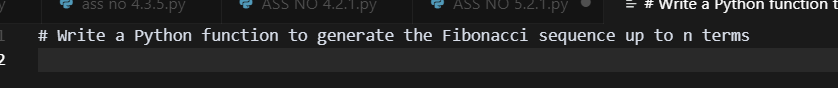 ass no 4.3.5.py ASS NO 4.2.1.py ASS NO 5.2.1.py # Write a Python function t
1 # Write a Python function to generate the Fibonacci sequence up to n terms
2